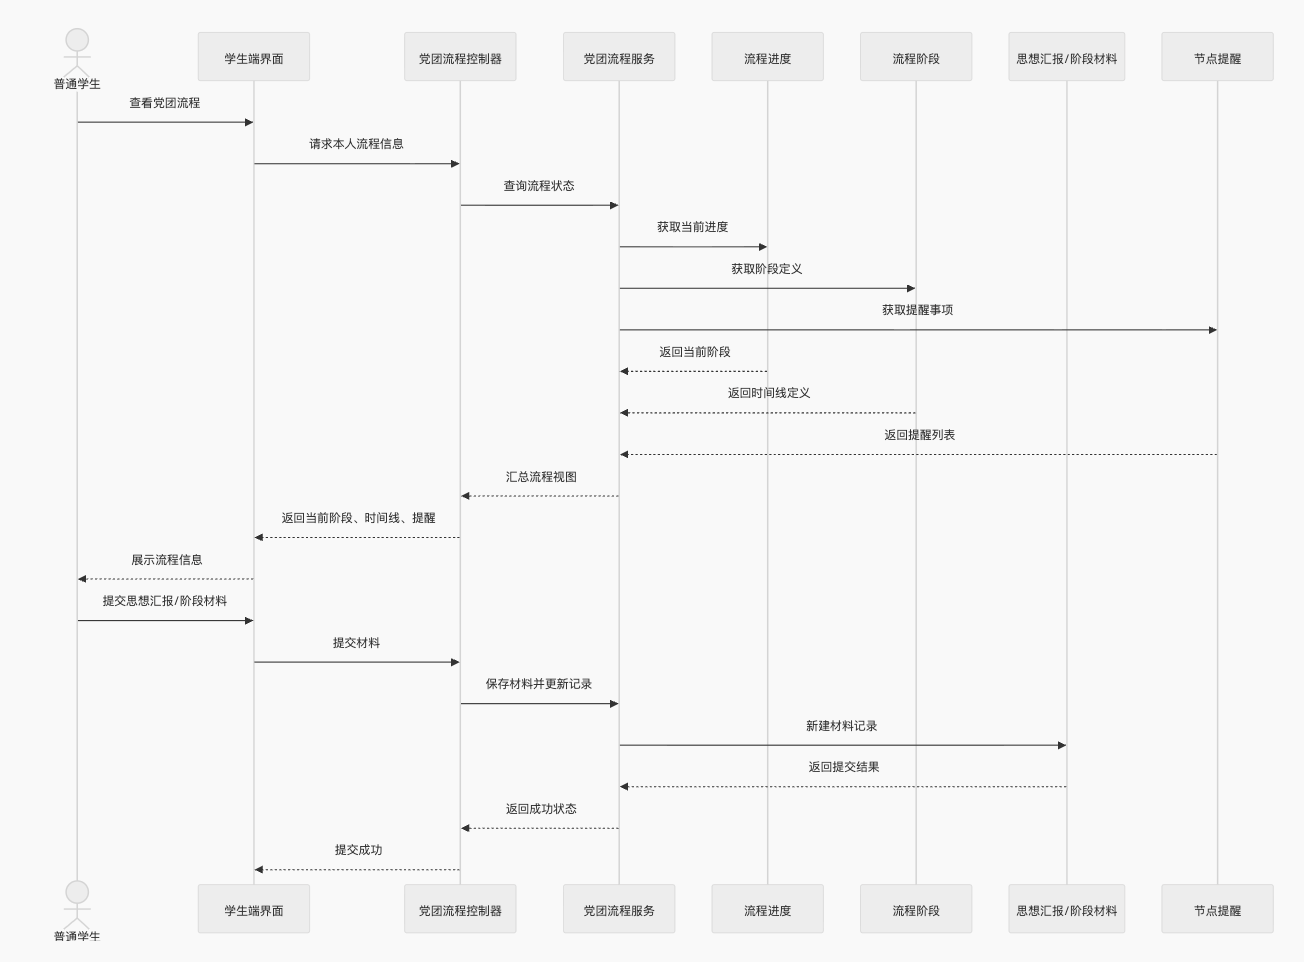 学生端界面
党团流程控制器
党团流程服务
流程进度
流程阶段
思想汇报/阶段材料
节点提醒
普通学生
查看党团流程
请求本人流程信息
查询流程状态
获取当前进度
获取阶段定义
获取提醒事项
返回当前阶段
返回时间线定义
返回提醒列表
汇总流程视图
返回当前阶段、时间线、提醒
展示流程信息
提交思想汇报/阶段材料
提交材料
保存材料并更新记录
新建材料记录
返回提交结果
返回成功状态
提交成功
学生端界面
党团流程控制器
党团流程服务
流程进度
流程阶段
思想汇报/阶段材料
节点提醒
普通学生